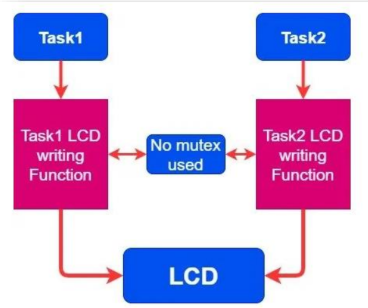 Task1
Task2
Task1 LCD
writing
Function
No mutex
used
Task2 LCD
writing
Function
LCD